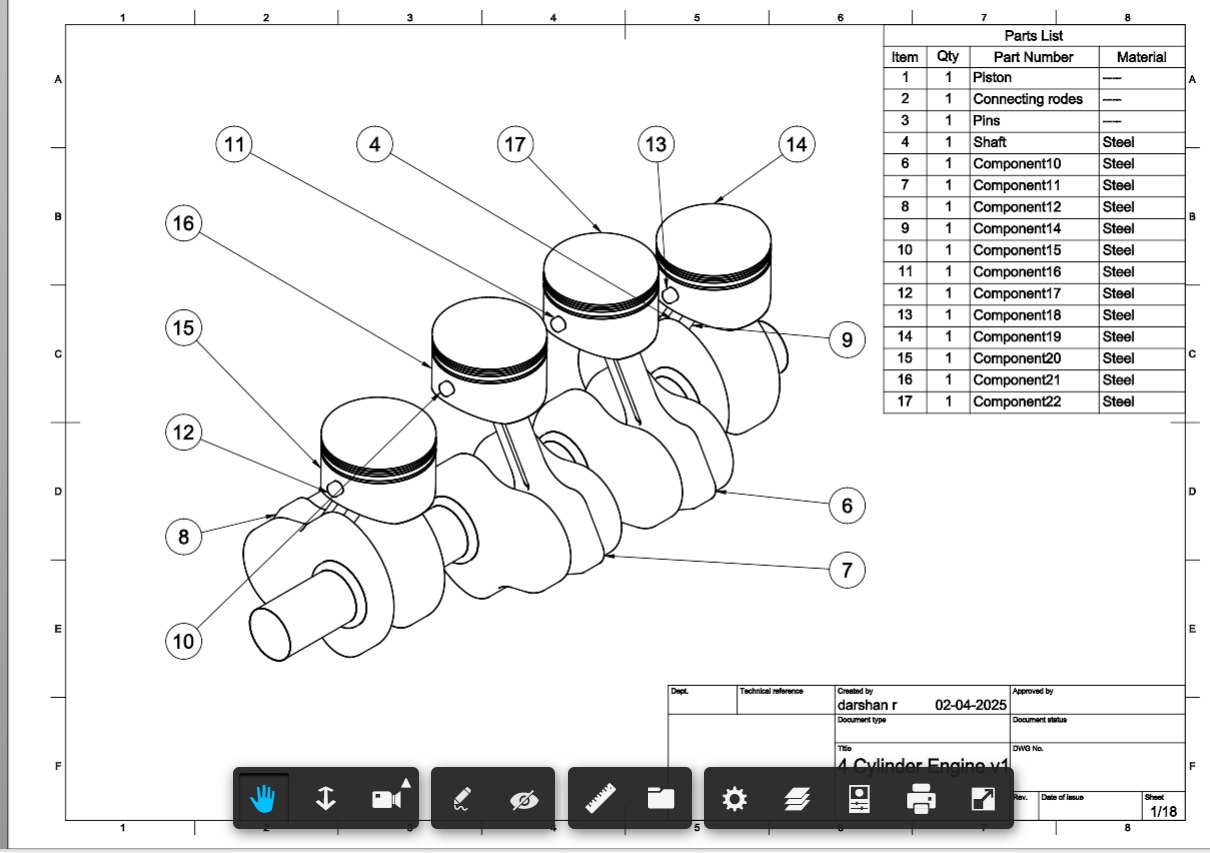 1 2 3 4 5 6 7 8
Parts List
Item Qty Part Number Material
1 1 Piston ----
2 1 Connecting rodes ----
3 1 Pins ----
4 1 Shaft Steel
6 1 Component10 Steel
7 1 Component11 Steel
8 1 Component12 Steel
9 1 Component14 Steel
10 1 Component15 Steel
11 1 Component16 Steel
12 1 Component17 Steel
13 1 Component18 Steel
14 1 Component19 Steel
15 1 Component20 Steel
16 1 Component21 Steel
17 1 Component22 Steel
A A
B B
C C
D D
E E
F F
11 4 17 13 14
16
15
9
12
6
8
7
10
Dept. Technical reference Created by Approved by
darshan r 02-04-2025
Document type Document status
Title DWG No.
4 Cylinder Engine v1
Rev. Date of issue Sheet
1/18
1 2 3 4 5 6 7 8